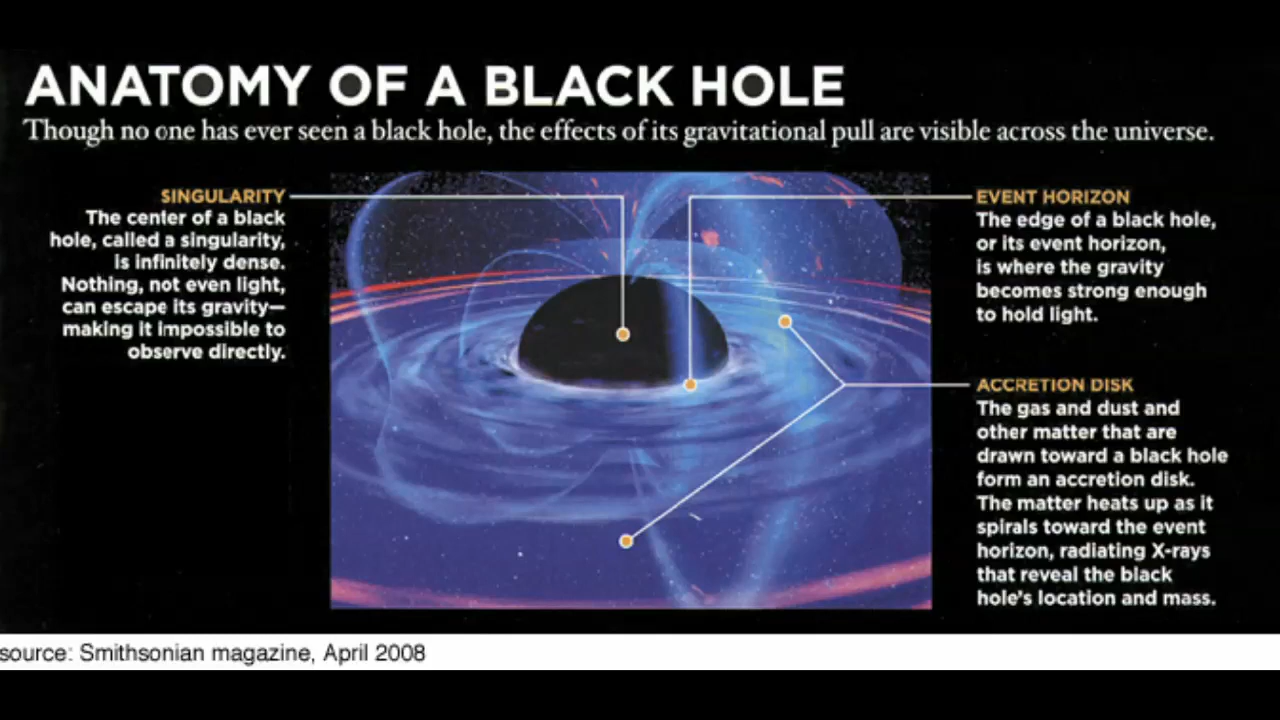 ANATOMY OF A BLACK HOLE
Though no one has ever seen a black hole, the effects of its gravitational pull are visible across the universe.
SINGULARITY
The center of a black
hole, called a singularity,
is infinitely dense.
Nothing, not even light,
can escape its gravity—
making it impossible to
observe directly.
EVENT HORIZON
The edge of a black hole,
or its event horizon,
is where the gravity
becomes strong enough
to hold light.
ACCRETION DISK
The gas and dust and
other matter that are
drawn toward a black hole
form an accretion disk.
The matter heats up as it
spirals toward the event
horizon, radiating X-rays
that reveal the black
hole's location and mass.
source: Smithsonian magazine, April 2008